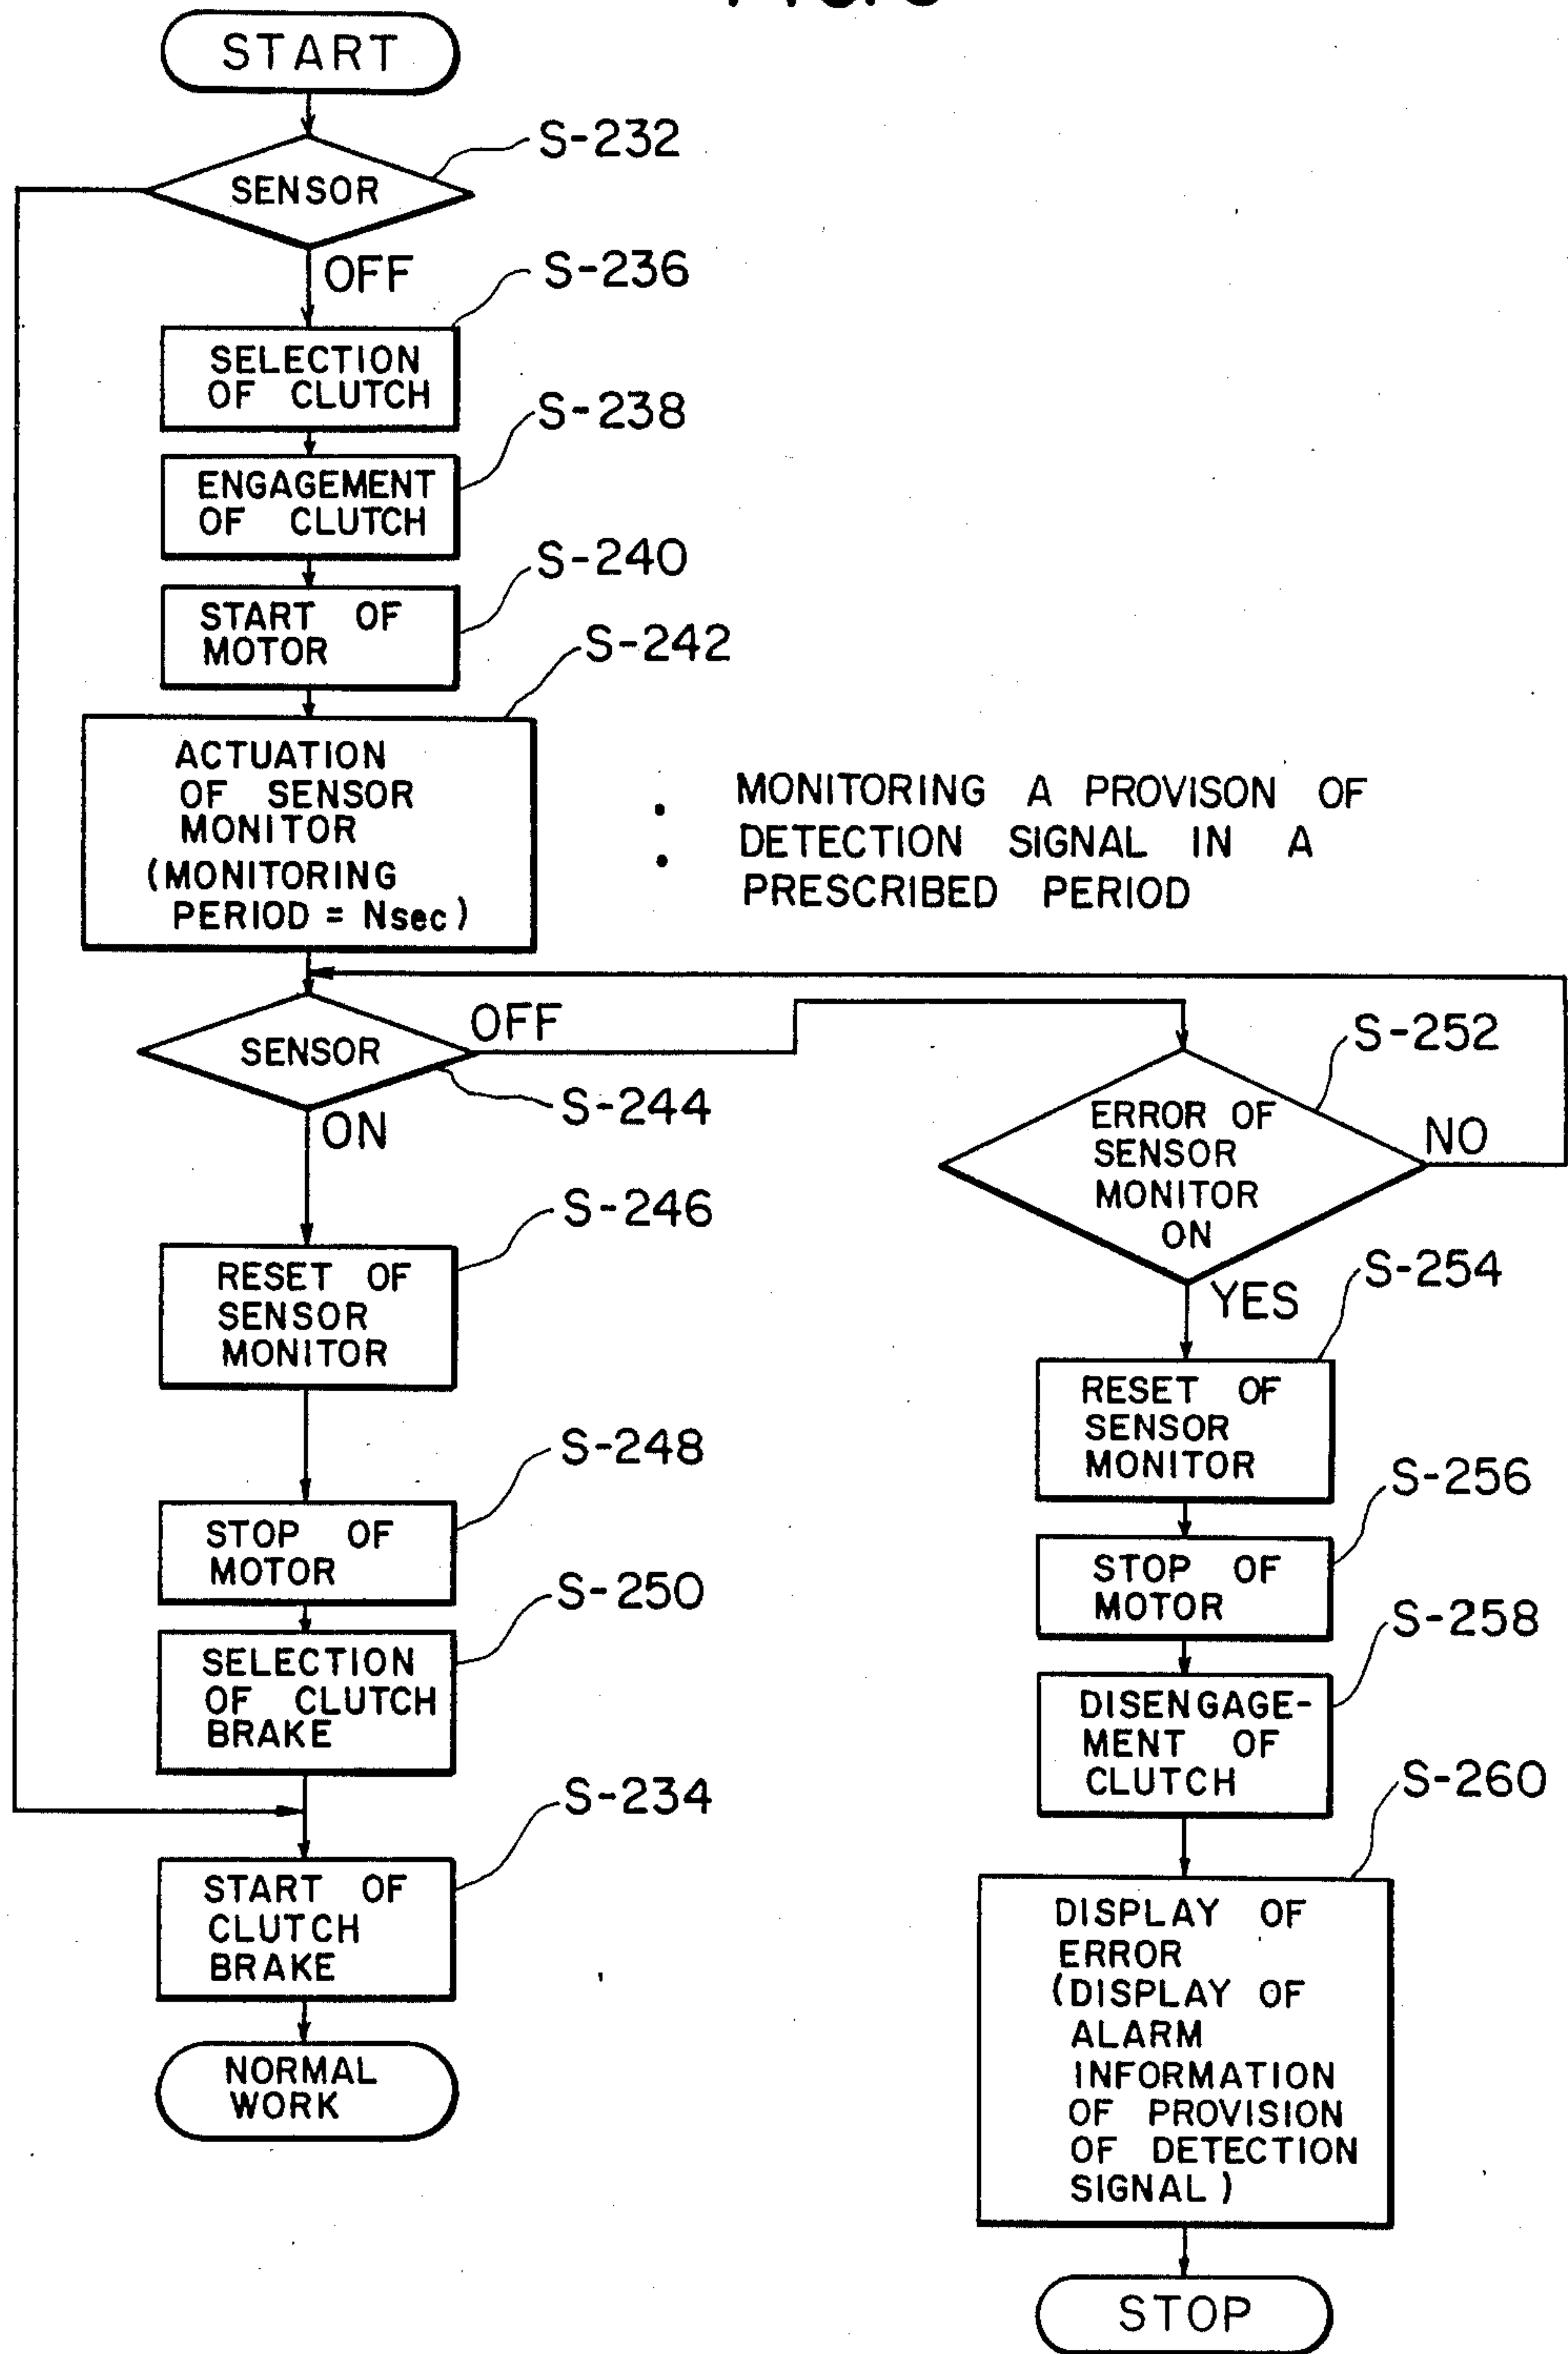 START
S-232
SENSOR
OFF
S-236
SELECTION
OF CLUTCH
S-238
ENGAGEMENT
OF CLUTCH
S-240
START OF
MOTOR
S-242
ACTUATION
OF SENSOR
MONITOR
(MONITORING
PERIOD = Nsec)
: MONITORING A PROVISON OF
DETECTION SIGNAL IN A
PRESCRIBED PERIOD
SENSOR
OFF
S-244
ON
S-246
RESET OF
SENSOR
MONITOR
S-248
STOP OF
MOTOR
S-250
SELECTION
OF CLUTCH
BRAKE
S-234
START OF
CLUTCH
BRAKE
NORMAL
WORK
S-252
ERROR OF
SENSOR
MONITOR
ON
NO
YES
S-254
RESET OF
SENSOR
MONITOR
S-256
STOP OF
MOTOR
S-258
DISENGAGE-
MENT OF
CLUTCH
S-260
DISPLAY OF
ERROR
(DISPLAY OF
ALARM
INFORMATION
OF PROVISION
OF DETECTION
SIGNAL)
STOP